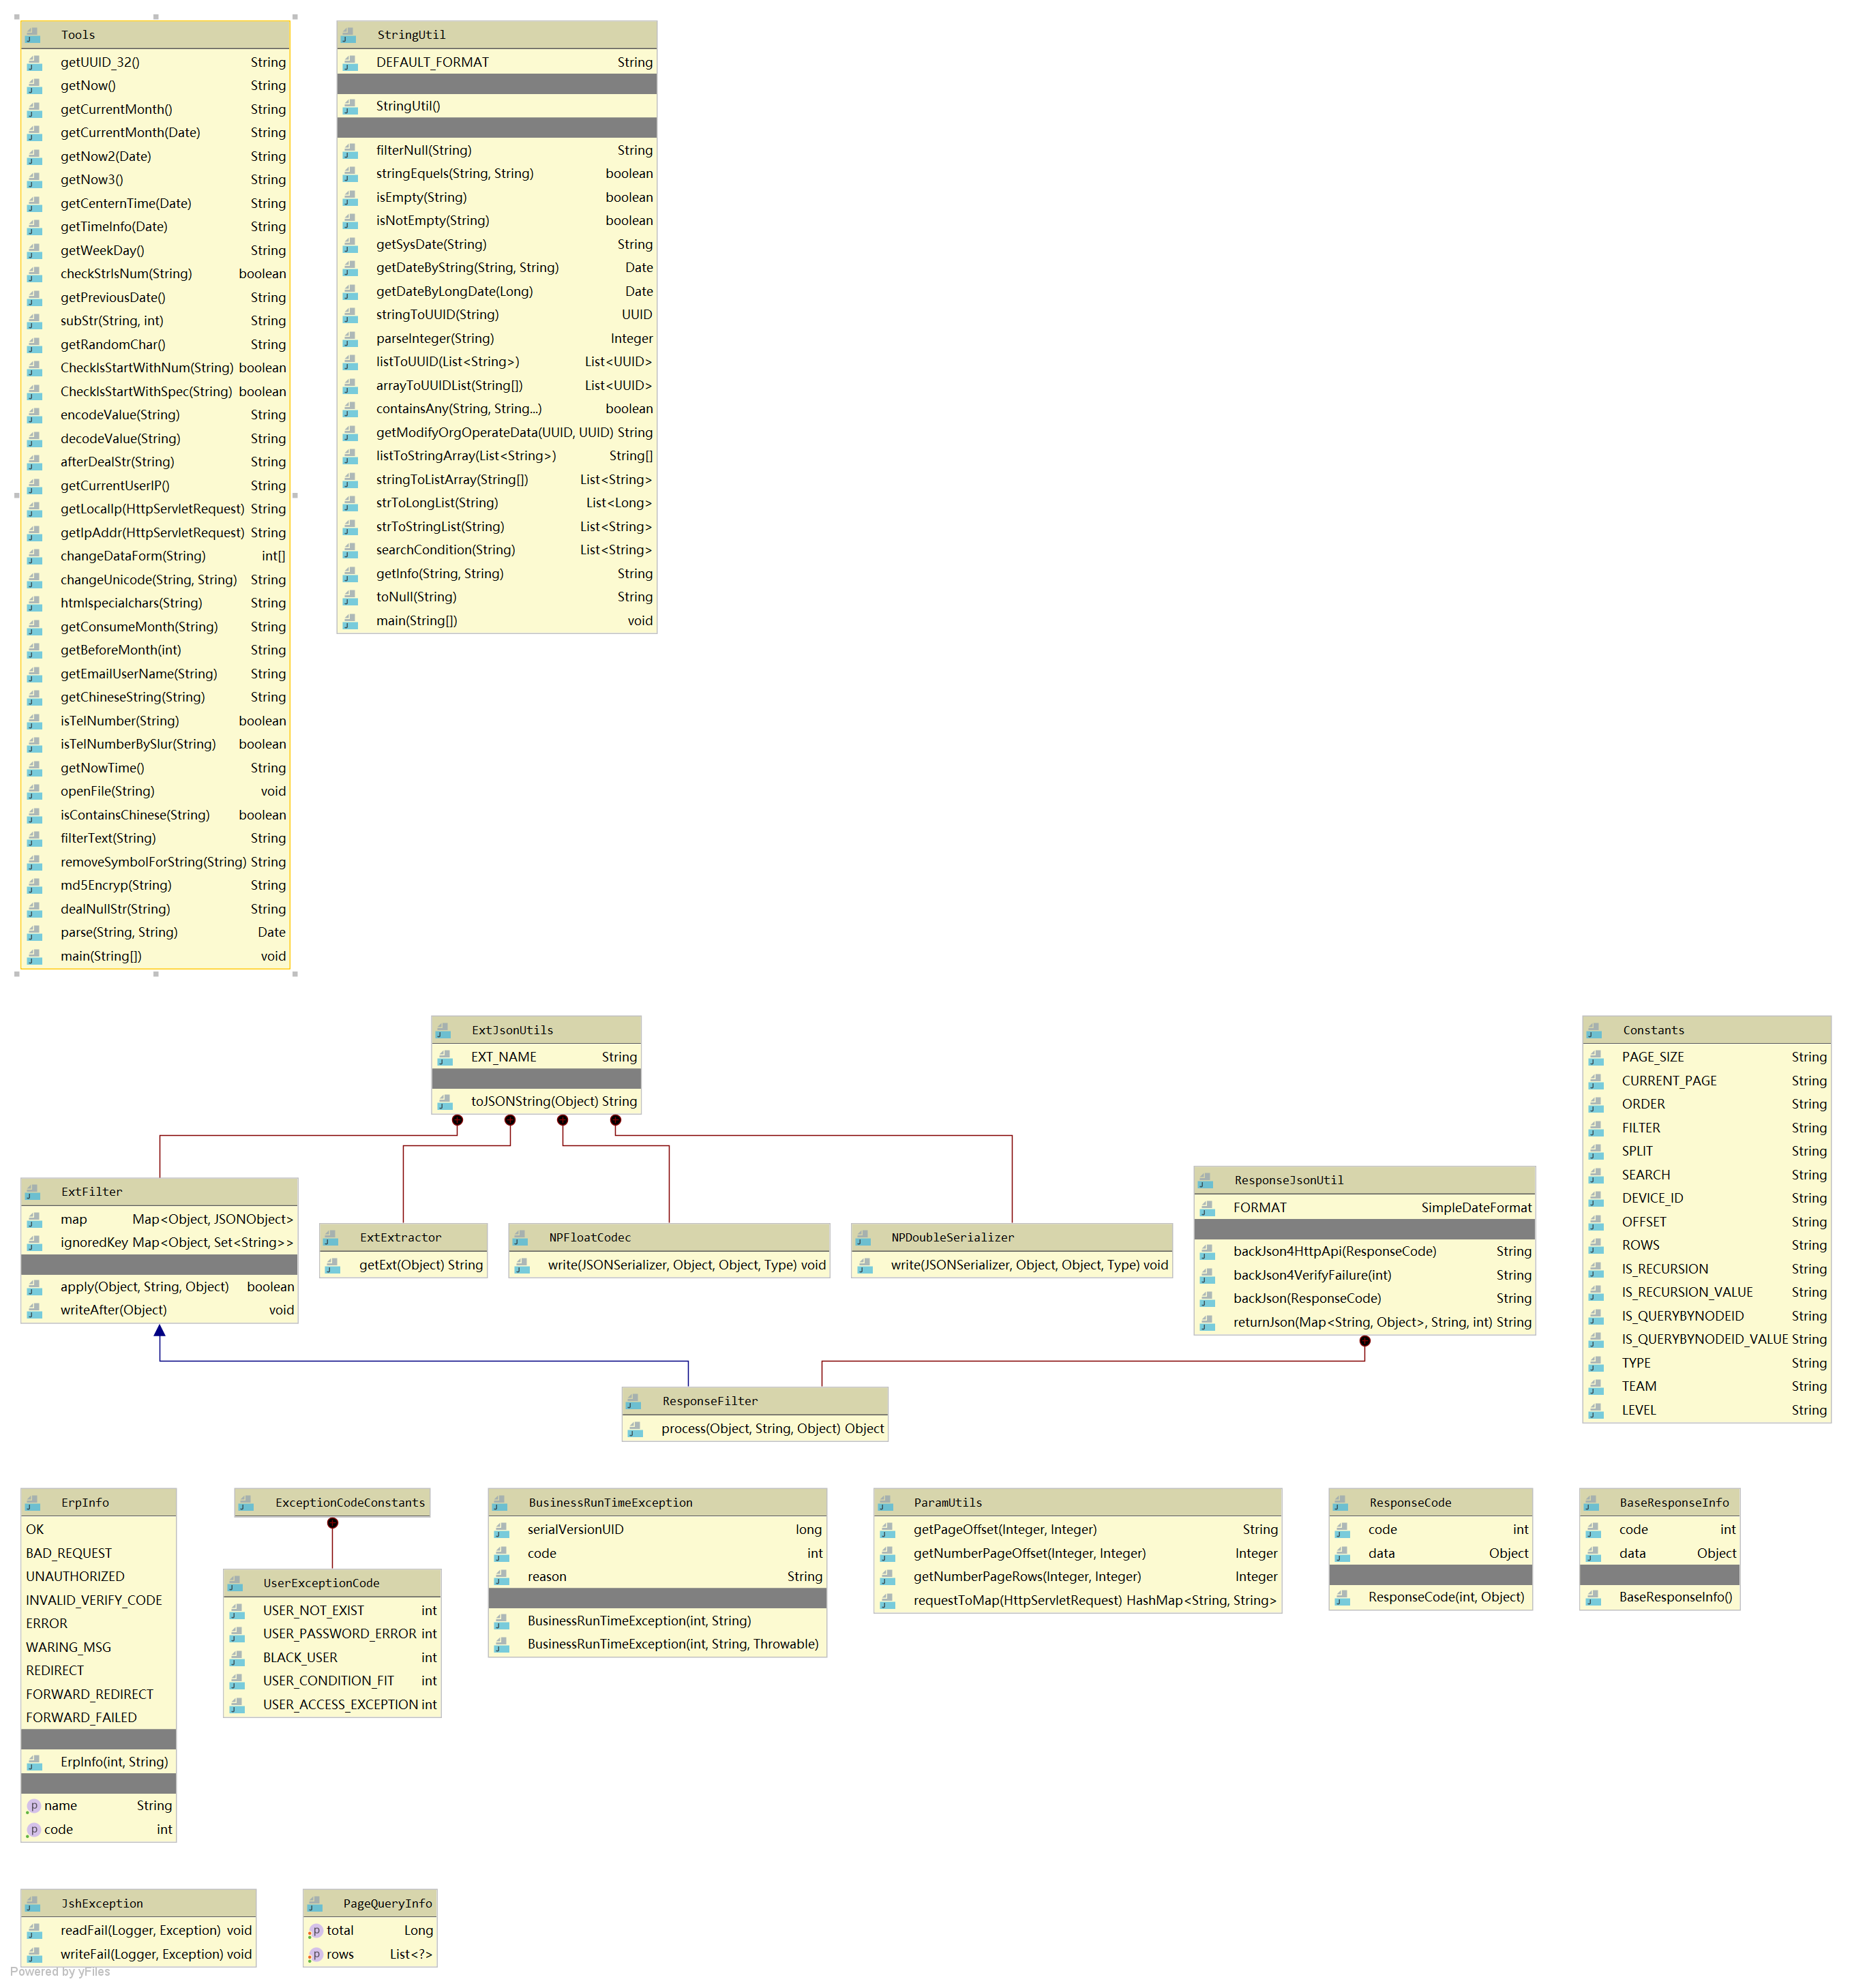 Tools
getUUID_32() String
getNow() String
getCurrentMonth() String
getCurrentMonth(Date) String
getNow2(Date) String
getNow3() String
getCenternTime(Date) String
getTimeInfo(Date) String
getWeekDay() String
checkStrIsNum(String) boolean
getPreviousDate() String
subStr(String, int) String
getRandomChar() String
CheckIsStartWithNum(String) boolean
CheckIsStartWithSpec(String) boolean
encodeValue(String) String
decodeValue(String) String
afterDealStr(String) String
getCurrentUserIP() String
getLocalIp(HttpServletRequest) String
getIpAddr(HttpServletRequest) String
changeDataForm(String) int[]
changeUnicode(String, String) String
htmlspecialchars(String) String
getConsumeMonth(String) String
getBeforeMonth(int) String
getEmailUserName(String) String
getChineseString(String) String
isTelNumber(String) boolean
isTelNumberBySlur(String) boolean
getNowTime() String
openFile(String) void
isContainsChinese(String) boolean
filterText(String) String
removeSymbolForString(String) String
md5Encryp(String) String
dealNullStr(String) String
parse(String, String) Date
main(String[]) void
StringUtil
DEFAULT_FORMAT String
StringUtil()
filterNull(String) String
stringEquels(String, String) boolean
isEmpty(String) boolean
isNotEmpty(String) boolean
getSysDate(String) String
getDateByString(String, String) Date
getDateByLongDate(Long) Date
stringToUUID(String) UUID
parseInteger(String) Integer
listToUUID(List<String>) List<UUID>
arrayToUUIDList(String[]) List<UUID>
containsAny(String, String...) boolean
getModifyOrgOperateData(UUID, UUID) String
listToStringArray(List<String>) String[]
stringToListArray(String[]) List<String>
strToLongList(String) List<Long>
strToStringList(String) List<String>
searchCondition(String) List<String>
getInfo(String, String) String
toNull(String) String
main(String[]) void
ExtJsonUtils
EXT_NAME String
toJSONString(Object) String
Constants
PAGE_SIZE String
CURRENT_PAGE String
ORDER String
FILTER String
SPLIT String
SEARCH String
DEVICE_ID String
OFFSET String
ROWS String
IS_RECURSION String
IS_RECURSION_VALUE String
IS_QUERYBYNODEID String
IS_QUERYBYNODEID_VALUE String
TYPE String
TEAM String
LEVEL String
ExtFilter
map Map<Object, JSONObject>
ignoredKey Map<Object, Set<String>>
apply(Object, String, Object) boolean
writeAfter(Object) void
ExtExtractor
getExt(Object) String
NPFloatCodec
write(JSONSerializer, Object, Object, Type) void
NPDoubleSerializer
write(JSONSerializer, Object, Object, Type) void
ResponseJsonUtil
FORMAT SimpleDateFormat
backJson4HttpApi(ResponseCode) String
backJson4VerifyFailure(int) String
backJson(ResponseCode) String
returnJson(Map<String, Object>, String, int) String
ResponseFilter
process(Object, String, Object) Object
ErpInfo
OK
BAD_REQUEST
UNAUTHORIZED
INVALID_VERIFY_CODE
ERROR
WARING_MSG
REDIRECT
FORWARD_REDIRECT
FORWARD_FAILED
ErpInfo(int, String)
name String
code int
ExceptionCodeConstants
UserExceptionCode
USER_NOT_EXIST int
USER_PASSWORD_ERROR int
BLACK_USER int
USER_CONDITION_FIT int
USER_ACCESS_EXCEPTION int
BusinessRunTimeException
serialVersionUID long
code int
reason String
BusinessRunTimeException(int, String)
BusinessRunTimeException(int, String, Throwable)
ParamUtils
getPageOffset(Integer, Integer) String
getNumberPageOffset(Integer, Integer) Integer
getNumberPageRows(Integer, Integer) Integer
requestToMap(HttpServletRequest) HashMap<String, String>
ResponseCode
code int
data Object
ResponseCode(int, Object)
BaseResponseInfo
code int
data Object
BaseResponseInfo()
JshException
readFail(Logger, Exception) void
writeFail(Logger, Exception) void
PageQueryInfo
total Long
rows List<?>
Powered by yFiles